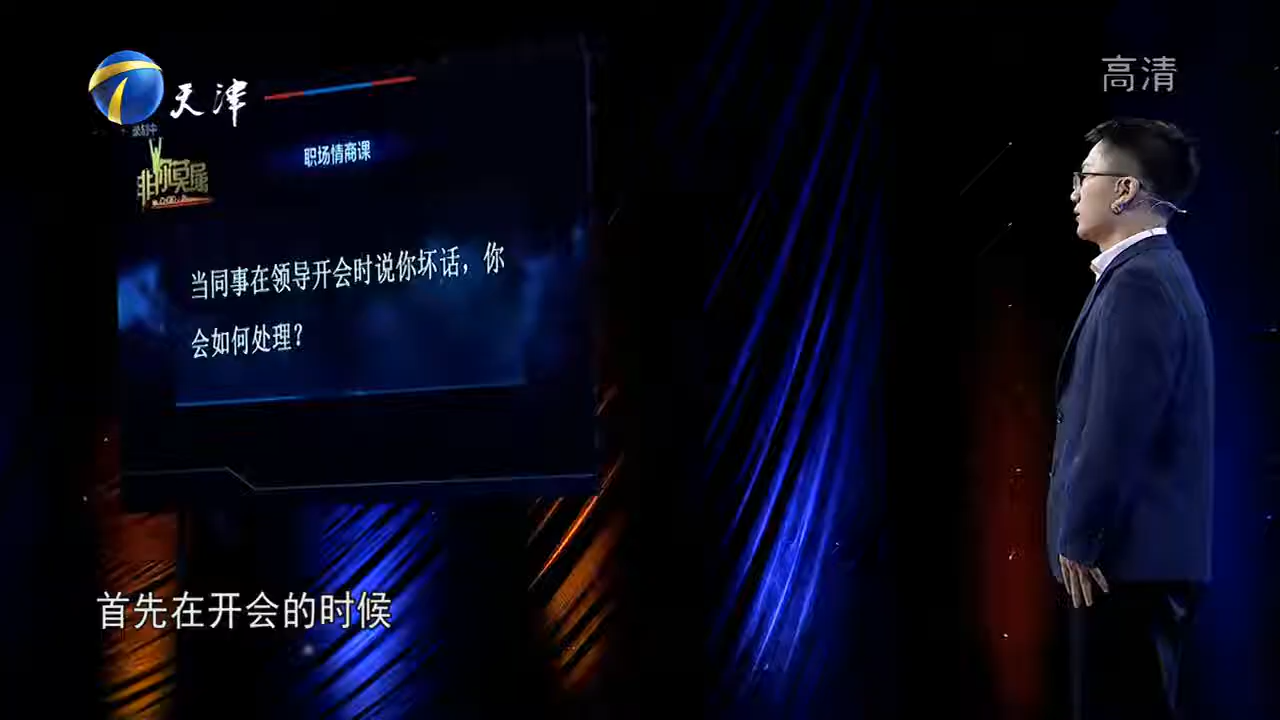 天津
高清
非你莫属
职场情商课
当同事在领导开会时说你坏话，你
会如何处理？
首先在开会的时候